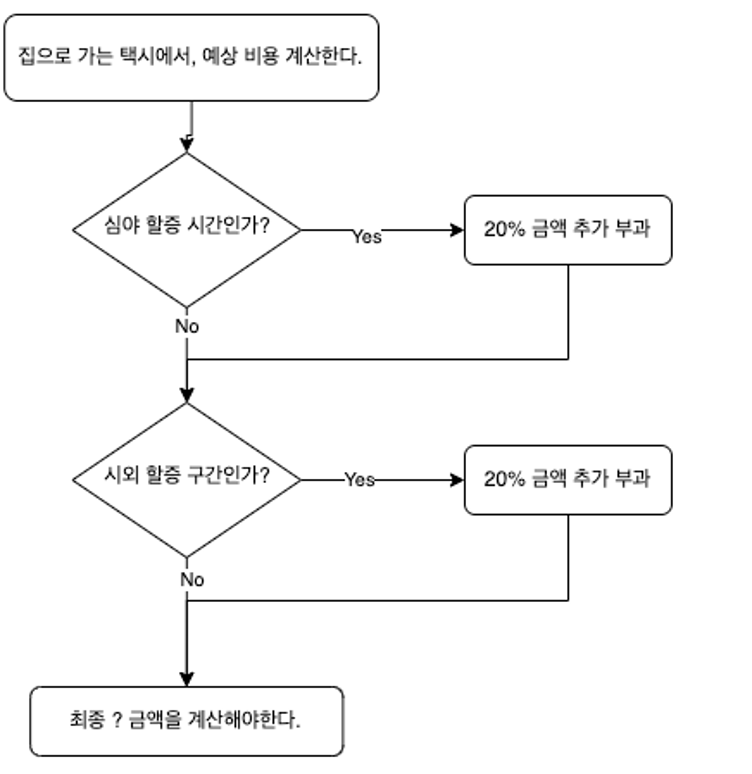 집으로 가는 택시에서, 예상 비용 계산한다.
심야 할증 시간인가?
Yes
20% 금액 추가 부과
No
시외 할증 구간인가?
Yes
20% 금액 추가 부과
No
최종 ? 금액을 계산해야한다.